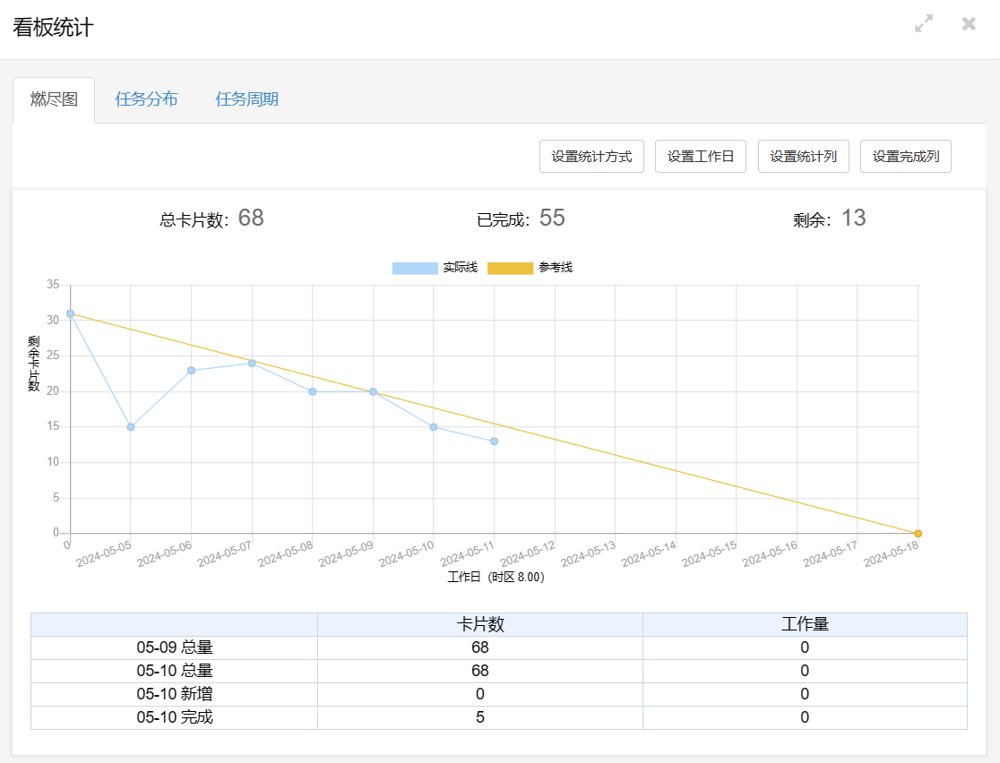 看板统计
燃尽图 任务分布 任务周期
设置统计方式 设置工作日 设置统计列 设置完成列
总卡片数：68 已完成：55 剩余：13
实际线 参考线
35
30
25
20
15
10
5
0
剩余卡片数
0 2024-05-05 2024-05-06 2024-05-07 2024-05-08 2024-05-09 2024-05-10 2024-05-11 2024-05-12 2024-05-13 2024-05-14 2024-05-15 2024-05-16 2024-05-17 2024-05-18
工作日（时区 8.00）
卡片数 工作量
05-09 总量 68 0
05-10 总量 68 0
05-10 新增 0 0
05-10 完成 5 0